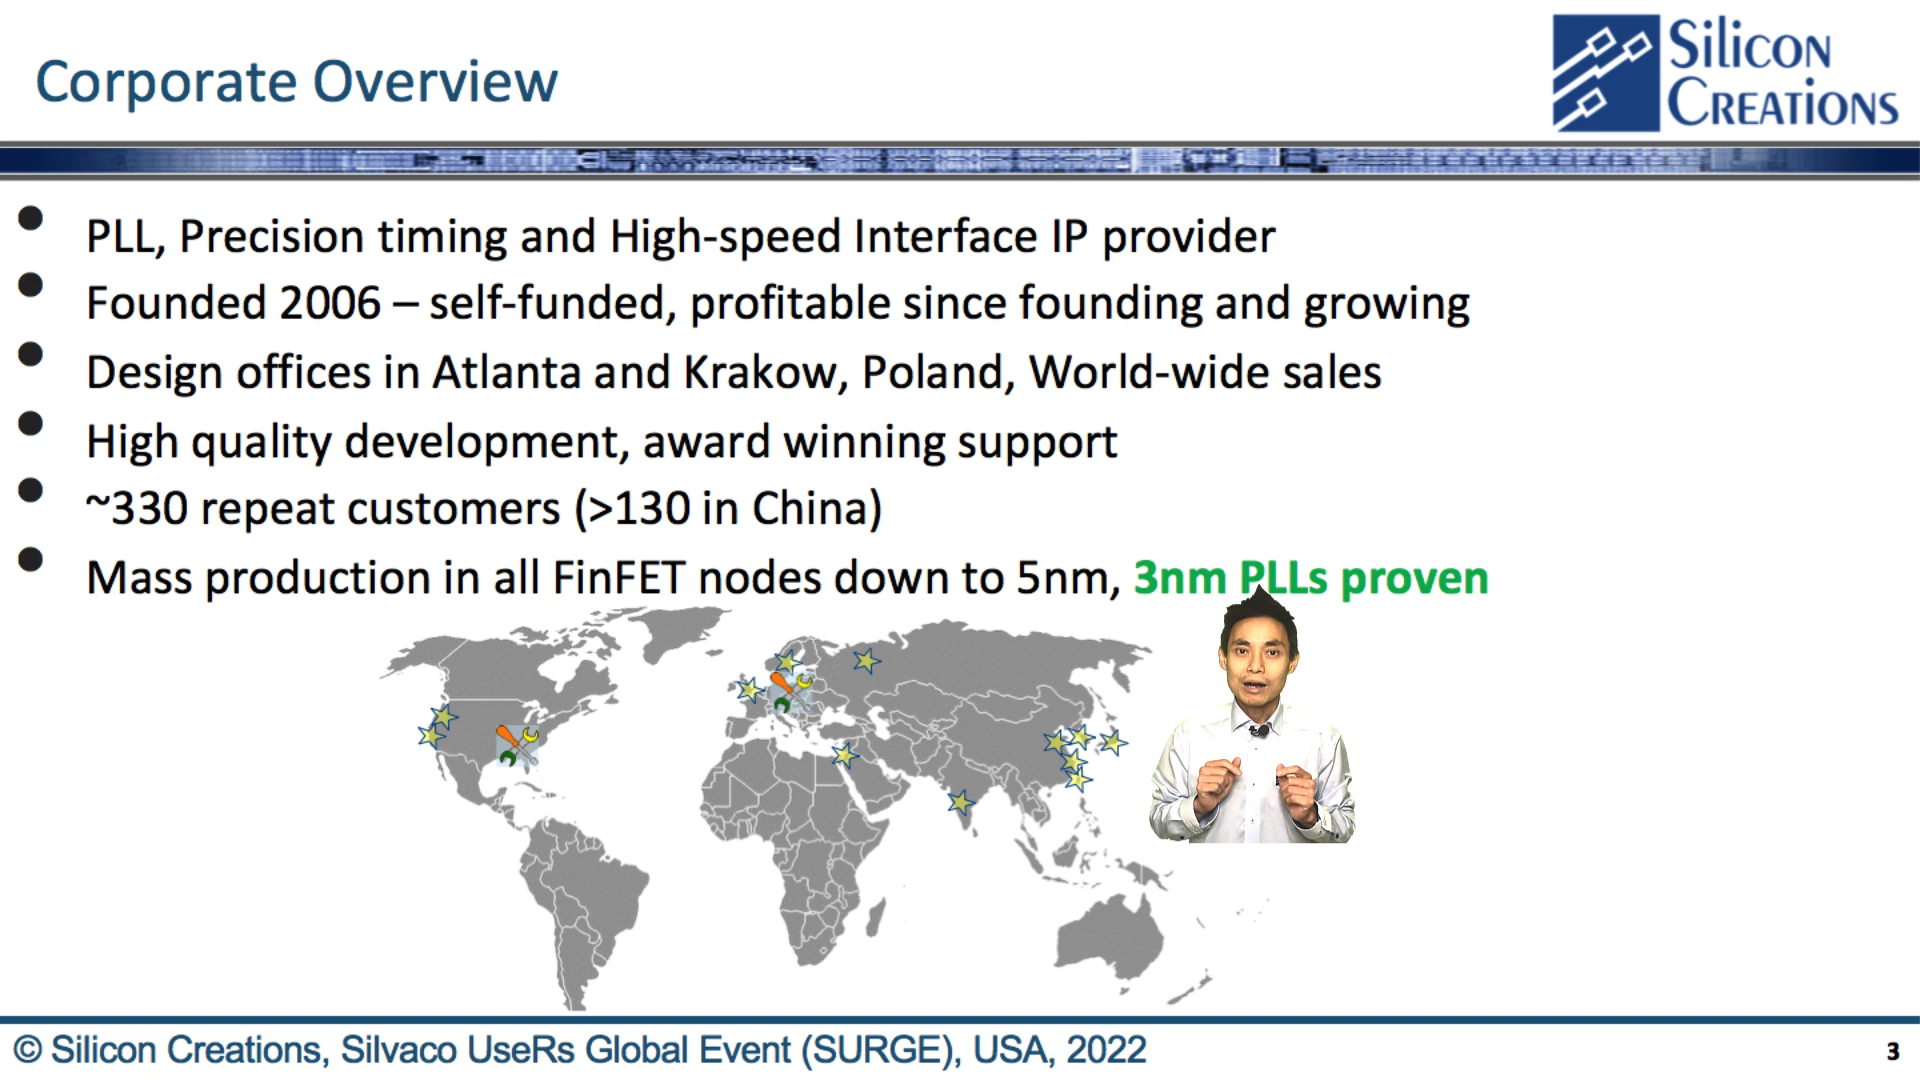 Corporate Overview
Silicon
Creations
PLL, Precision timing and High-speed Interface IP provider
Founded 2006 – self-funded, profitable since founding and growing
Design offices in Atlanta and Krakow, Poland, World-wide sales
High quality development, award winning support
~330 repeat customers (>130 in China)
Mass production in all FinFET nodes down to 5nm, 3nm PLLs proven
© Silicon Creations, Silvaco UseRs Global Event (SURGE), USA, 2022
3